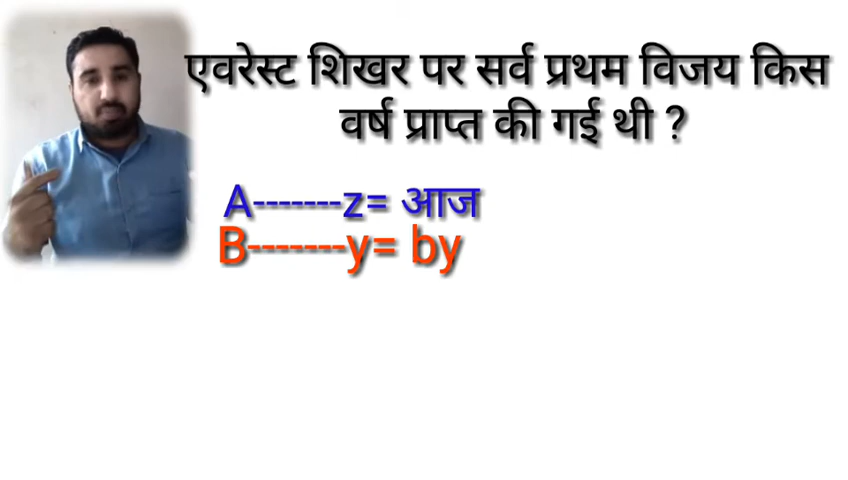 एवरेस्ट शिखर पर सर्व प्रथम विजय किस
वर्ष प्राप्त की गई थी ?
A-------z= आज
B-------y= by